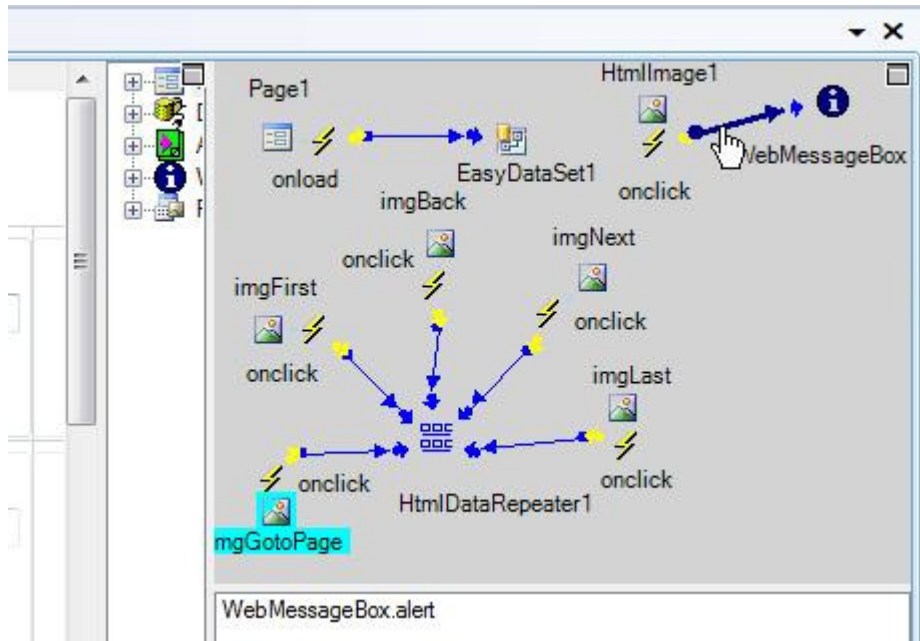 Page1
HtmlImage1
onload
EasyDataSet1
WebMessageBox
onclick
imgBack
onclick
imgNext
imgFirst
onclick
onclick
imgLast
onclick
onclick
HtmlDataRepeater1
mgGotoPage
WebMessageBox.alert